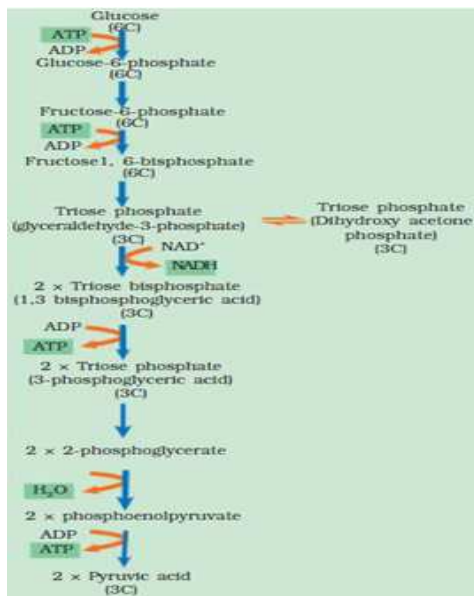 Glucose
(6C)
ATP
ADP
Glucose-6-phosphate
(6C)
Fructose-6-phosphate
(6C)
ATP
ADP
Fructose1, 6-bisphosphate
(6C)
Triose phosphate
(glyceraldehyde-3-phosphate)
(3C)
Triose phosphate
(Dihydroxy acetone
phosphate)
(3C)
NAD⁺
NADH
2 × Triose bisphosphate
(1,3 bisphosphoglyceric acid)
(3C)
ADP
ATP
2 × Triose phosphate
(3-phosphoglyceric acid)
(3C)
2 × 2-phosphoglycerate
H₂O
2 × phosphoenolpyruvate
ADP
ATP
2 × Pyruvic acid
(3C)